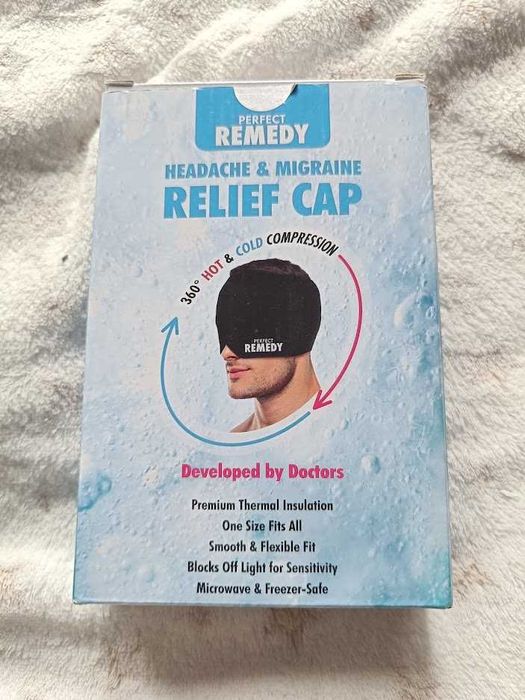 PERFECT
REMEDY
HEADACHE & MIGRAINE
RELIEF CAP
360° HOT & COLD COMPRESSION
PERFECT
REMEDY
Developed by Doctors
Premium Thermal Insulation
One Size Fits All
Smooth & Flexible Fit
Blocks Off Light for Sensitivity
Microwave & Freezer-Safe